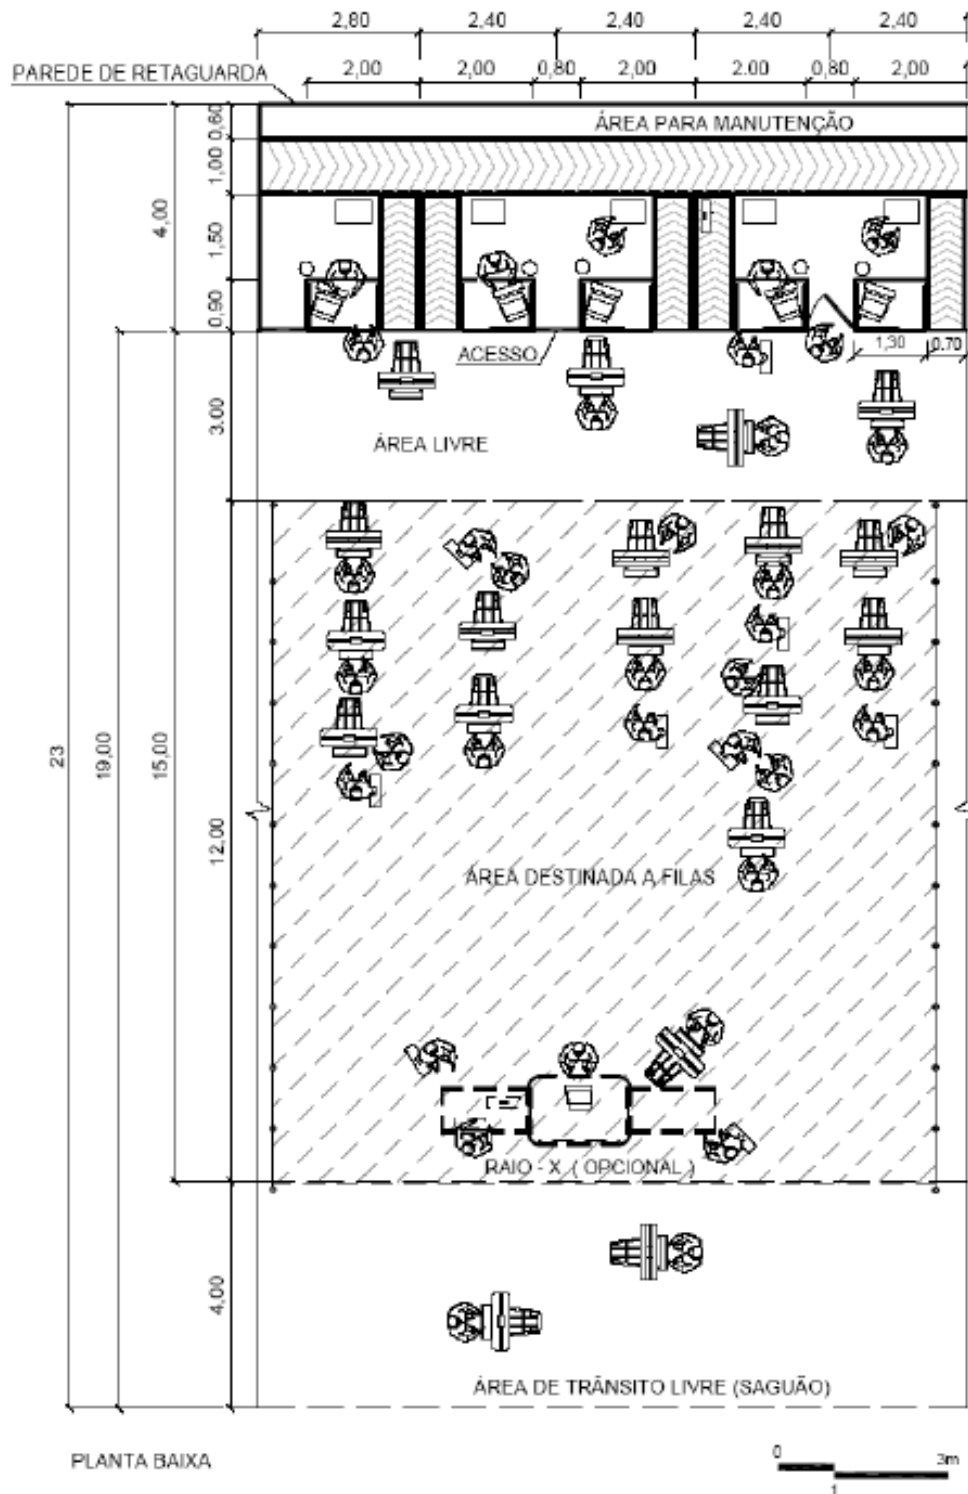 2,80 2,40 2,40 2,40 2,40
2,00 2,00 0,80 2,00 2.00 0,80 2,00
PAREDE DE RETAGUARDA
0,60
ÁREA PARA MANUTENÇÃO
1,00
4,00
1,50
0,90
ACESSO
1,30 0.70
3.00
ÁREA LIVRE
23
19,00
15,00
12,00
ÁREA DESTINADA A FILAS
RAIO - X ( OPCIONAL )
4,00
ÁREA DE TRÂNSITO LIVRE (SAGUÃO)
PLANTA BAIXA
0 3m
1